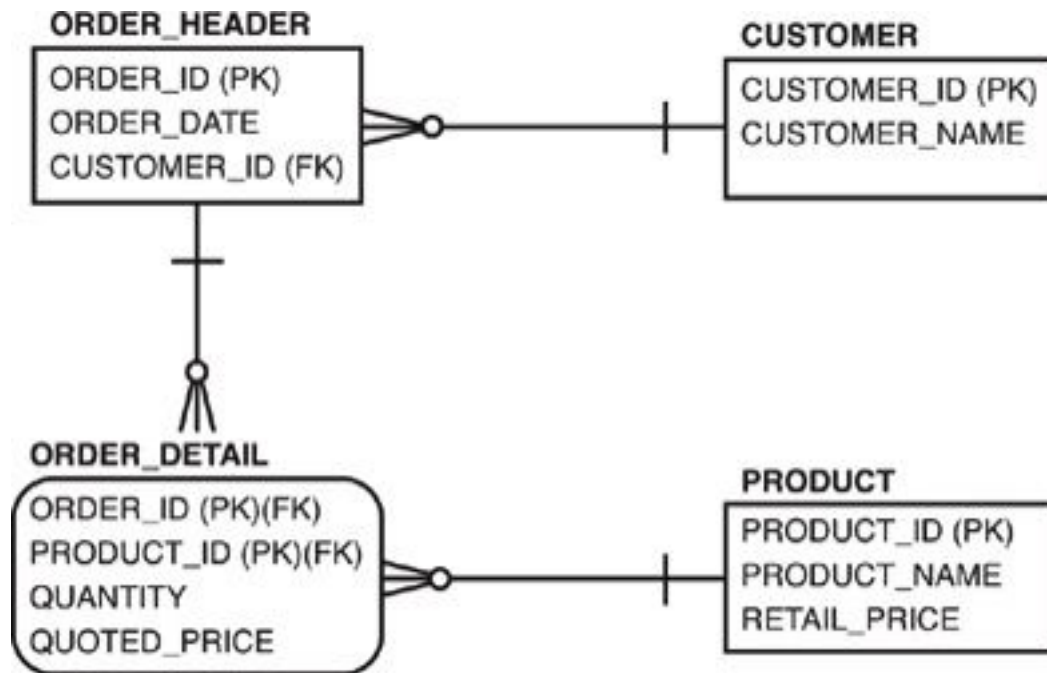 ORDER_HEADER
ORDER_ID (PK)
ORDER_DATE
CUSTOMER_ID (FK)
CUSTOMER
CUSTOMER_ID (PK)
CUSTOMER_NAME
ORDER_DETAIL
ORDER_ID (PK)(FK)
PRODUCT_ID (PK)(FK)
QUANTITY
QUOTED_PRICE
PRODUCT
PRODUCT_ID (PK)
PRODUCT_NAME
RETAIL_PRICE